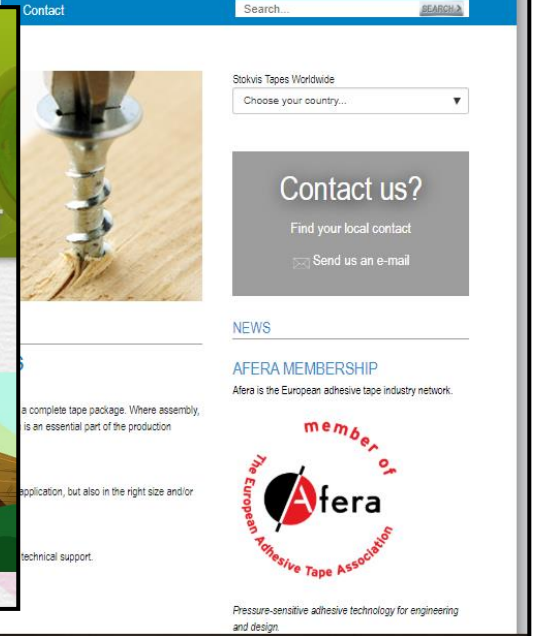 Contact
Search...
SEARCH
Stokvis Tapes Worldwide
Choose your country...
Contact us?
Find your local contact
Send us an e-mail
NEWS
AFERA MEMBERSHIP
Afera is the European adhesive tape industry network.
member of
Afera
The European Adhesive Tape Association
Pressure-sensitive adhesive technology for engineering
and design
a complete tape package. Where assembly,
is an essential part of the production
application, but also in the right size and/or
technical support.